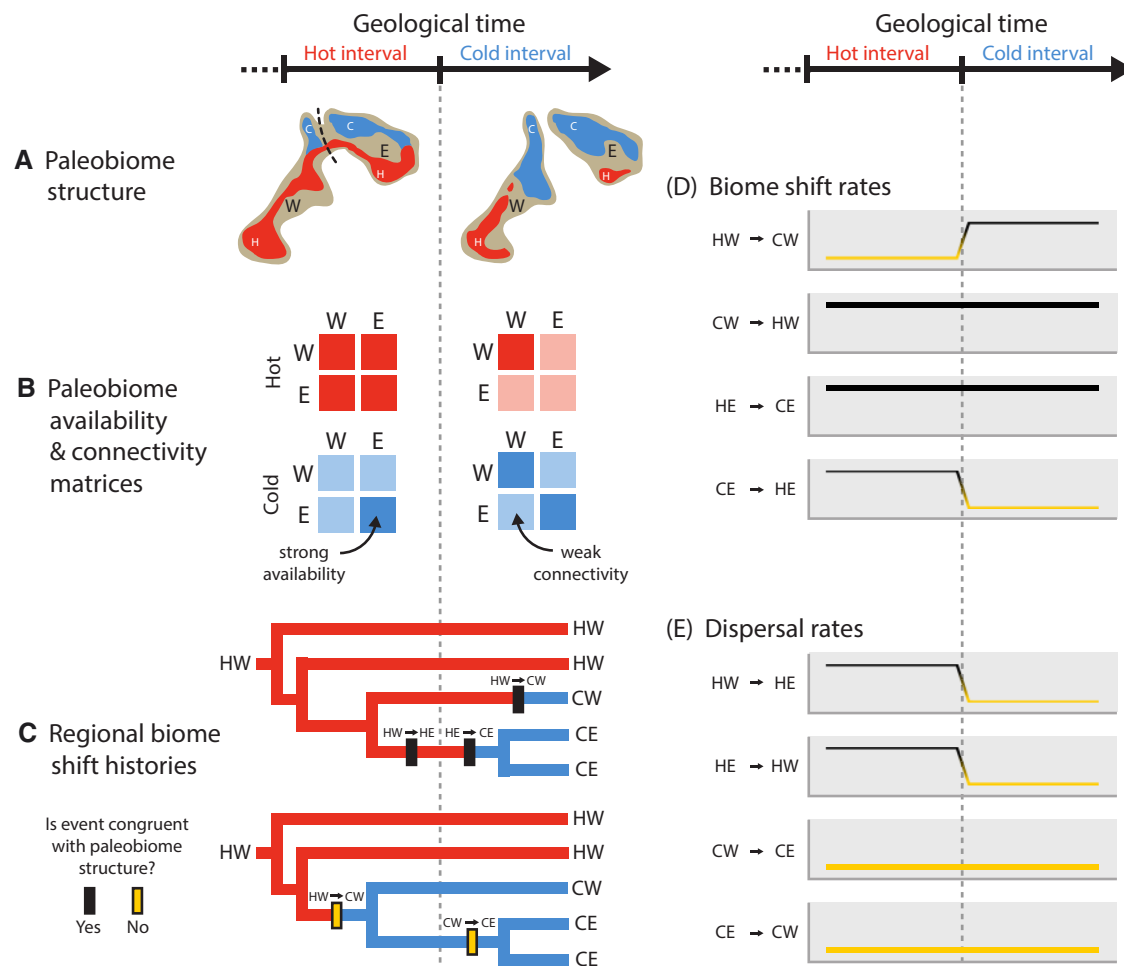 Geological time
Hot interval
Cold interval
A Paleobiome
structure
C
C
E
H
W
H
C
C
E
H
W
H
B Paleobiome
availability
& connectivity
matrices
Hot
W E
W
E
W E
W
E
Cold
W E
W
E
W E
W
E
strong
availability
weak
connectivity
C Regional biome
shift histories
HW
HW
HW
HW → CW
CW
HW → HE
HE → CE
CE
CE
Is event congruent
with paleobiome
structure?
Yes
No
HW
HW
HW
HW → CW
CW
CW → CE
CE
CE
Geological time
Hot interval
Cold interval
(D) Biome shift rates
HW → CW
CW → HW
HE → CE
CE → HE
(E) Dispersal rates
HW → HE
HE → HW
CW → CE
CE → CW